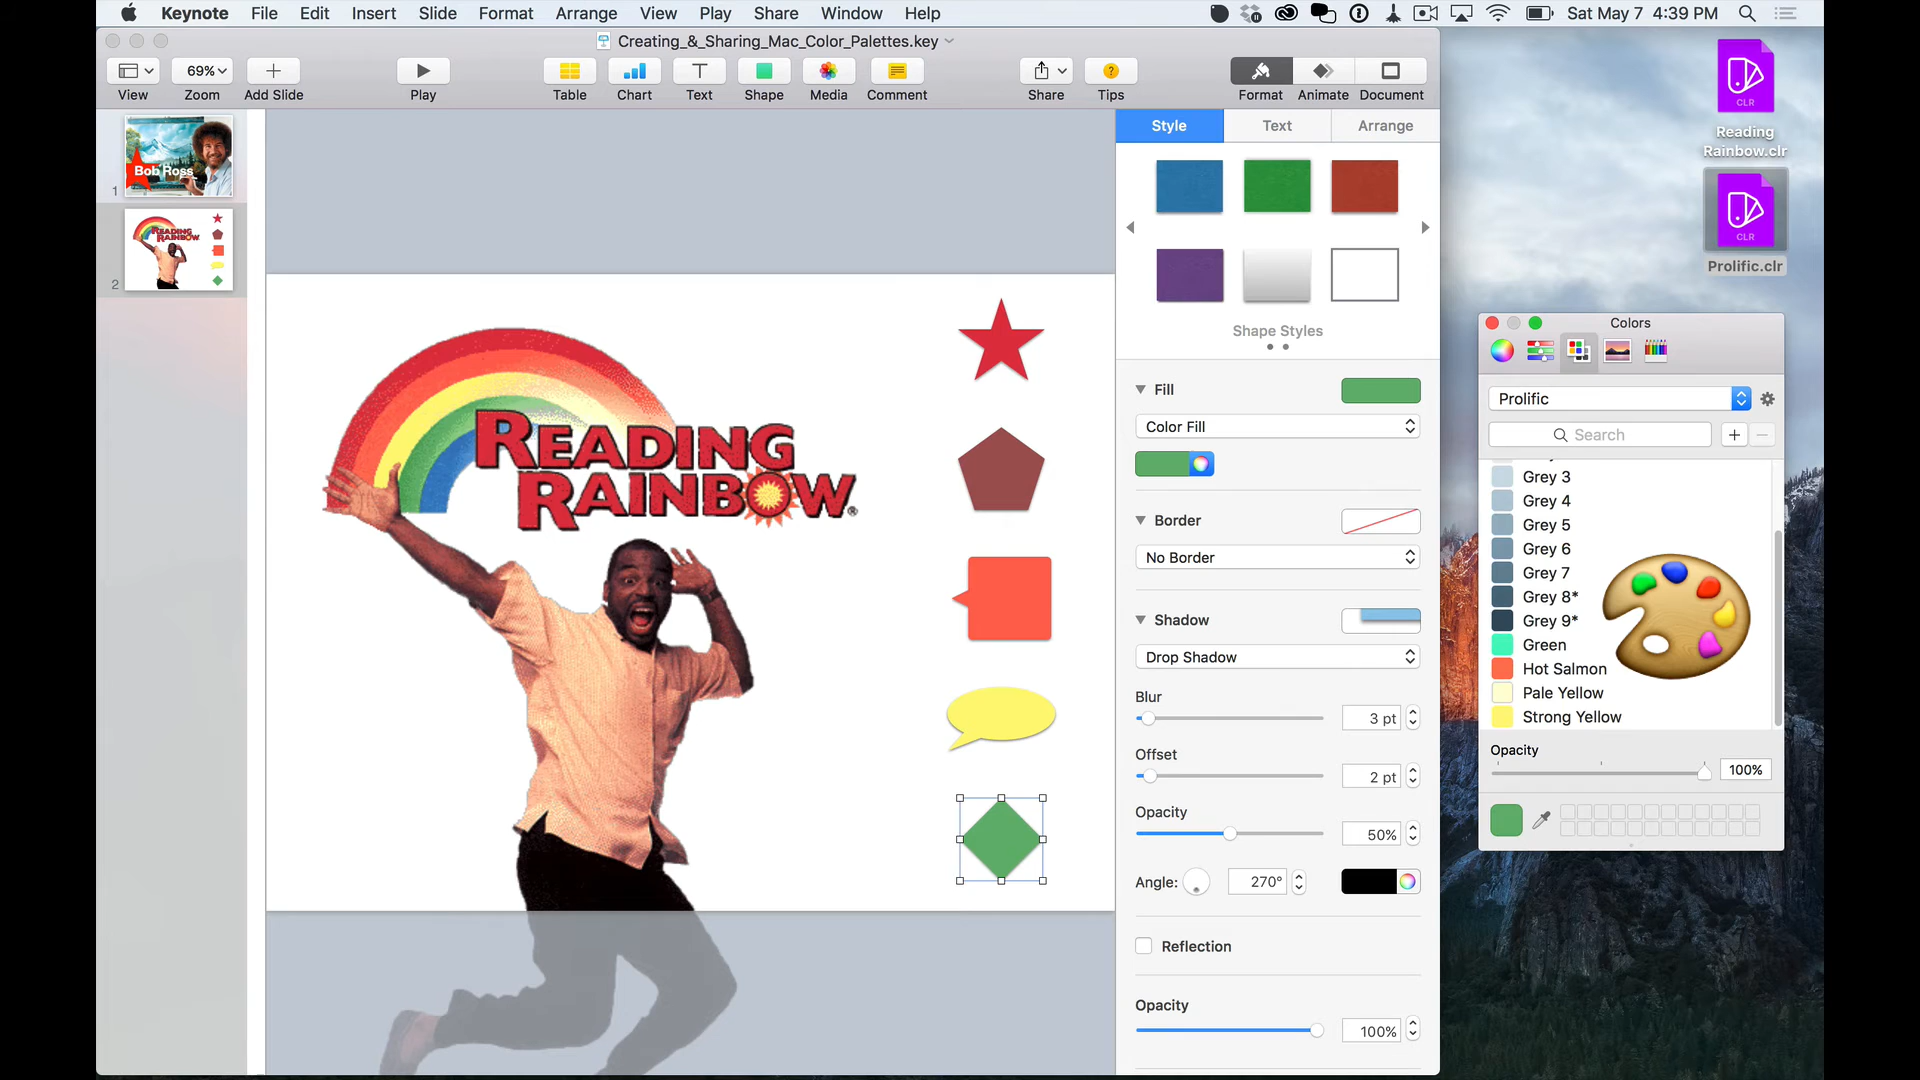 Keynote File Edit Insert Slide Format Arrange View Play Share Window Help
Sat May 7 4:39 PM
Creating_&_Sharing_Mac_Color_Palettes.key
69%
View Zoom Add Slide Play Table Chart Text Shape Media Comment Share Tips Format Animate Document
Bob Ross
1
READING
RAINBOW
2
READING
RAINBOW®
Style Text Arrange
Shape Styles
Fill
Color Fill
Border
No Border
Shadow
Drop Shadow
Blur
3 pt
Offset
2 pt
Opacity
50%
Angle: 270°
Reflection
Opacity
100%
CLR
Reading
Rainbow.clr
CLR
Prolific.clr
Colors
Prolific
Search
Grey 3
Grey 4
Grey 5
Grey 6
Grey 7
Grey 8*
Grey 9*
Green
Hot Salmon
Pale Yellow
Strong Yellow
Opacity
100%